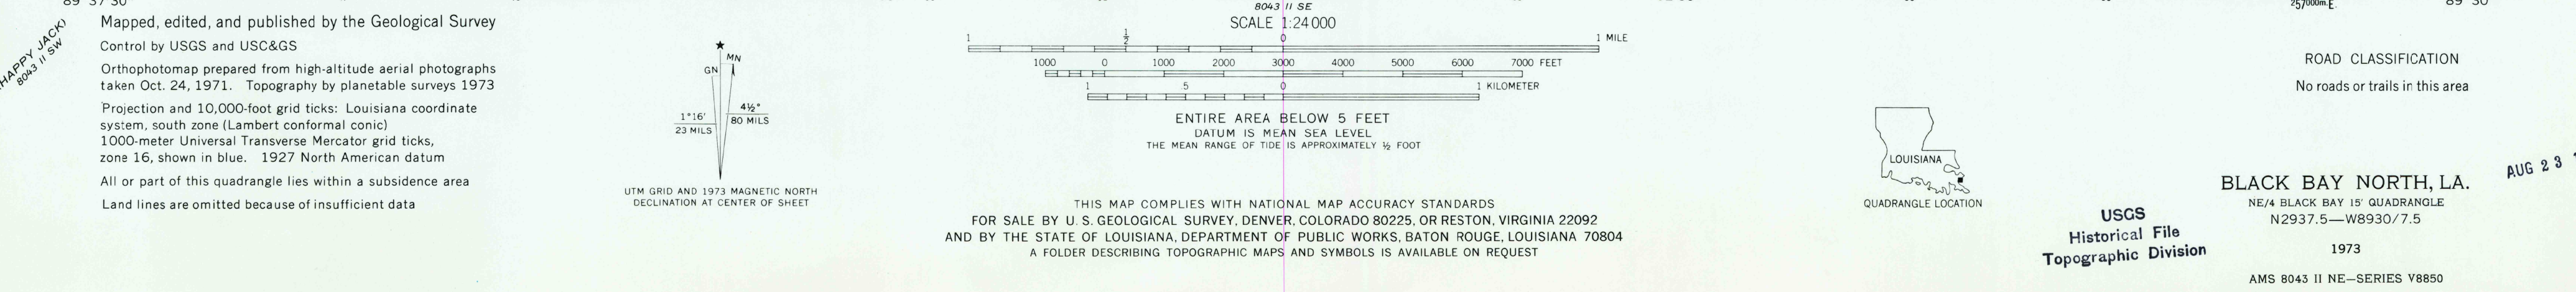 89°37'30"
(HAPPY JACK)
8043 II SW
Mapped, edited, and published by the Geological Survey
Control by USGS and USC&GS
Orthophotomap prepared from high-altitude aerial photographs
taken Oct. 24, 1971. Topography by planetable surveys 1973
Projection and 10,000-foot grid ticks: Louisiana coordinate
system, south zone (Lambert conformal conic)
1000-meter Universal Transverse Mercator grid ticks,
zone 16, shown in blue. 1927 North American datum
All or part of this quadrangle lies within a subsidence area
Land lines are omitted because of insufficient data
MN
GN
1°16'
23 MILS
4½°
80 MILS
UTM GRID AND 1973 MAGNETIC NORTH
DECLINATION AT CENTER OF SHEET
8043 II SE
SCALE 1:24 000
1 ½ 0 1 MILE
1000 0 1000 2000 3000 4000 5000 6000 7000 FEET
1 .5 0 1 KILOMETER
ENTIRE AREA BELOW 5 FEET
DATUM IS MEAN SEA LEVEL
THE MEAN RANGE OF TIDE IS APPROXIMATELY ½ FOOT
THIS MAP COMPLIES WITH NATIONAL MAP ACCURACY STANDARDS
FOR SALE BY U. S. GEOLOGICAL SURVEY, DENVER, COLORADO 80225, OR RESTON, VIRGINIA 22092
AND BY THE STATE OF LOUISIANA, DEPARTMENT OF PUBLIC WORKS, BATON ROUGE, LOUISIANA 70804
A FOLDER DESCRIBING TOPOGRAPHIC MAPS AND SYMBOLS IS AVAILABLE ON REQUEST
LOUISIANA
QUADRANGLE LOCATION
257000m.E.
89°30'
ROAD CLASSIFICATION
No roads or trails in this area
USGS
Historical File
Topographic Division
BLACK BAY NORTH, LA.
NE/4 BLACK BAY 15' QUADRANGLE
N2937.5—W8930/7.5
1973
AMS 8043 II NE—SERIES V8850
AUG 23